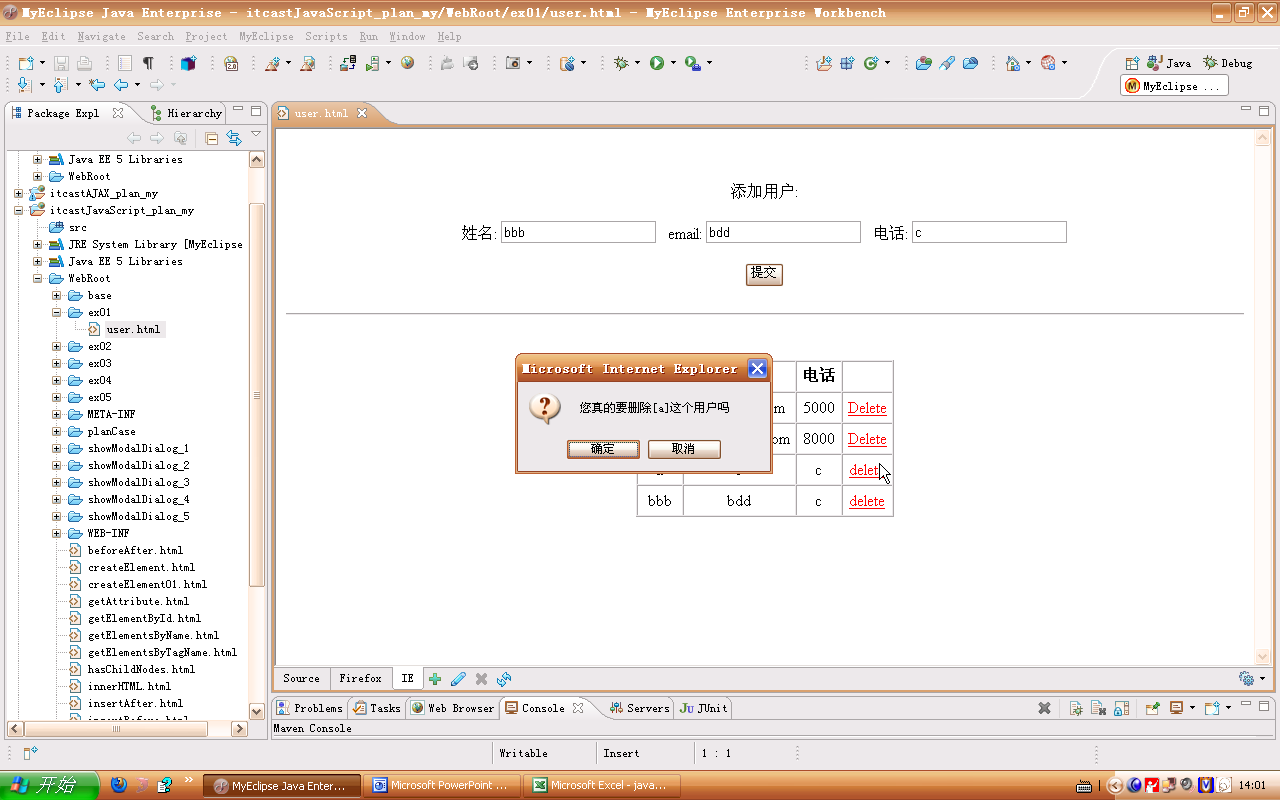 MyEclipse Java Enterprise - itcastJavaScript_plan_my/WebRoot/ex01/user.html - MyEclipse Enterprise Workbench
File Edit Navigate Search Project MyEclipse Scripts Run Window Help
Java Debug
MyEclipse ...
Package Expl Hierarchy
Java EE 5 Libraries
WebRoot
itcastAJAX_plan_my
itcastJavaScript_plan_my
src
JRE System Library [MyEclipse
Java EE 5 Libraries
WebRoot
base
ex01
user.html
ex02
ex03
ex04
ex05
META-INF
planCase
showModalDialog_1
showModalDialog_2
showModalDialog_3
showModalDialog_4
showModalDialog_5
WEB-INF
beforeAfter.html
createElement.html
createElement01.html
getAttribute.html
getElementById.html
getElementsByName.html
getElementsByTagName.html
hasChildNodes.html
innerHTML.html
insertAfter.html
insertBefore.html
user.html
添加用户:
姓名: bbb email: bdd 电话: c
提交
电话
m 5000 Delete
om 8000 Delete
c delete
bbb bdd c delete
Microsoft Internet Explorer
您真的要删除[a]这个用户吗
确定 取消
Source Firefox IE
Problems Tasks Web Browser Console Servers JUnit
Maven Console
Writable Insert 1 : 1
开始 MyEclipse Java Enter... Microsoft PowerPoint ... Microsoft Excel - java... 14:01